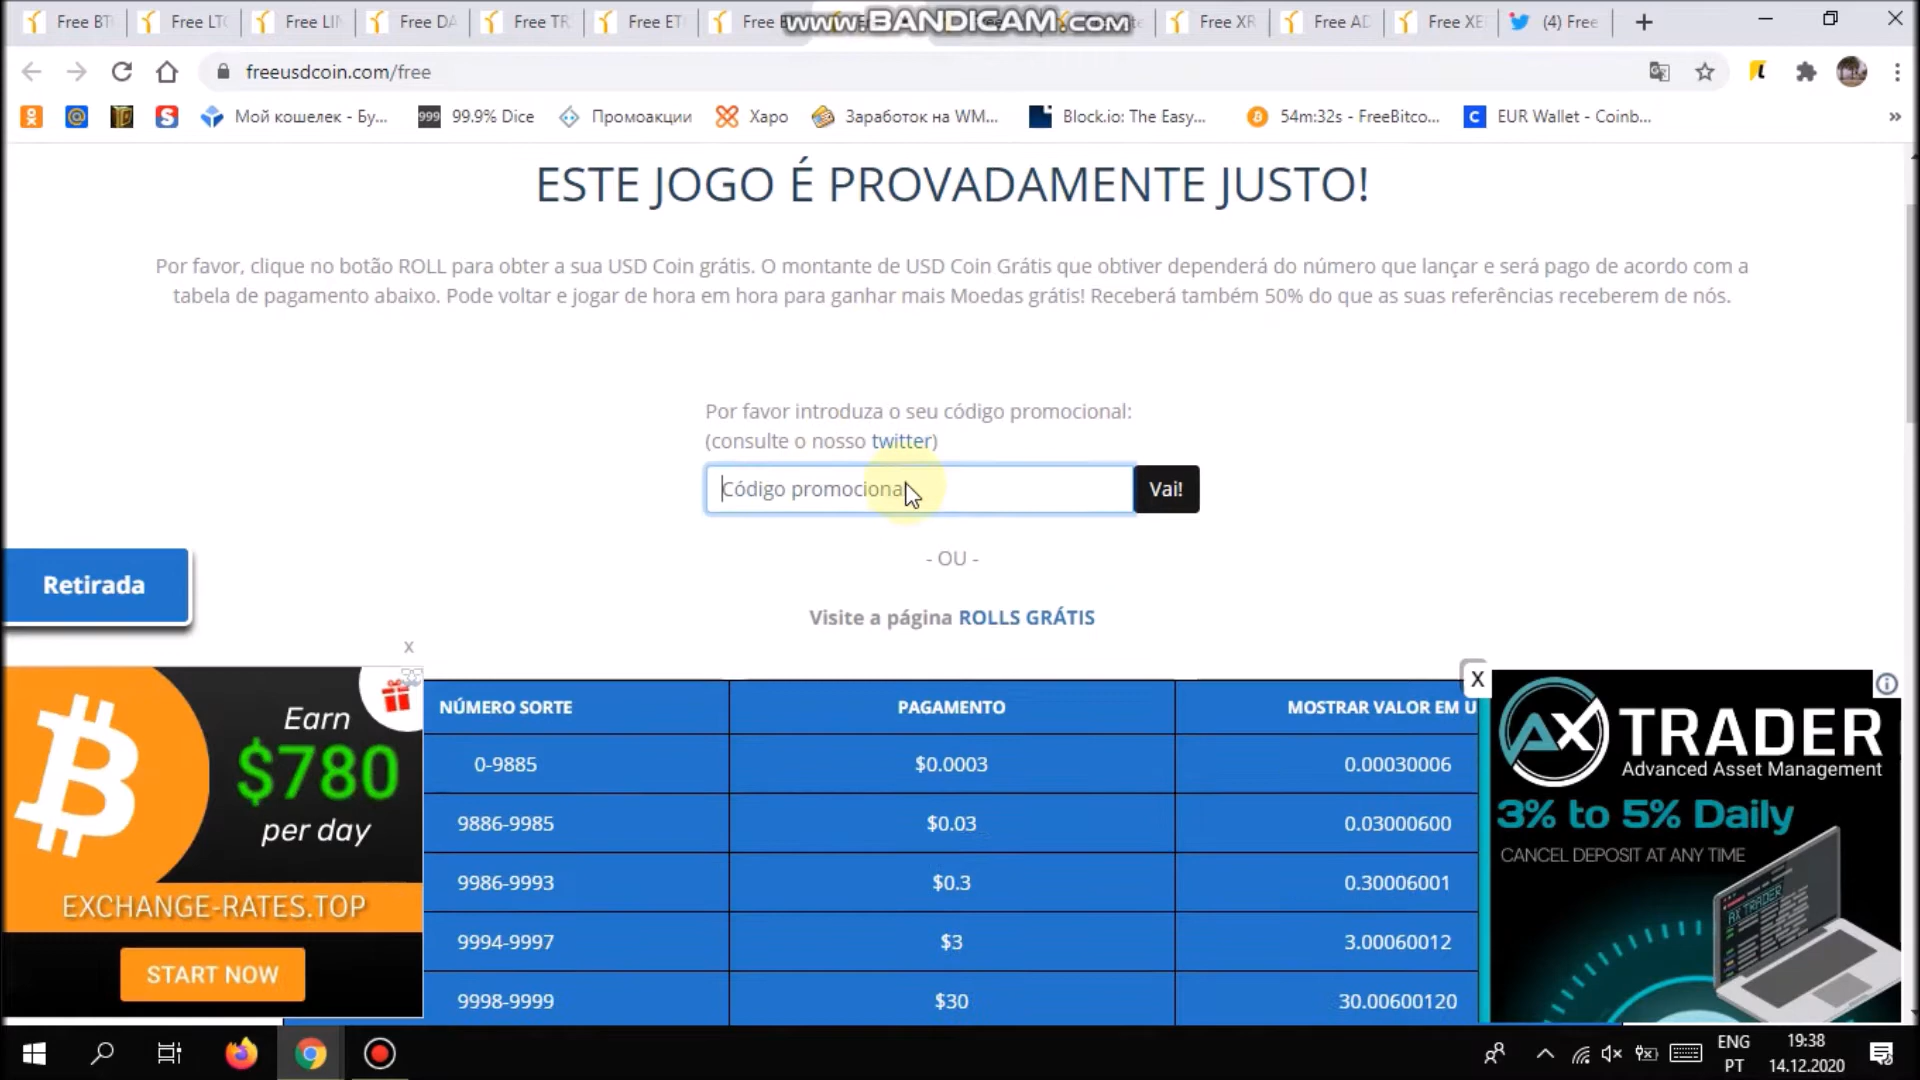 Free BT
Free LT
Free LI
Free DA
Free TR
Free ET
Free
www.BANDICAM.com
Free XR
Free AD
Free XE
(4) Free
freeusdcoin.com/free
Мой кошелек - Бу...
999
99.9% Dice
Промоакции
Xapo
Заработок на WM...
Block.io: The Easy...
54m:32s - FreeBitco...
EUR Wallet - Coinb...
ESTE JOGO É PROVADAMENTE JUSTO!
Por favor, clique no botão ROLL para obter a sua USD Coin grátis. O montante de USD Coin Grátis que obtiver dependerá do número que lançar e será pago de acordo com a
tabela de pagamento abaixo. Pode voltar e jogar de hora em hora para ganhar mais Moedas grátis! Receberá também 50% do que as suas referências receberem de nós.
Por favor introduza o seu código promocional:
(consulte o nosso twitter)
Código promociona
Vai!
- OU -
Retirada
Visite a página ROLLS GRÁTIS
x
X
Earn
$780
per day
EXCHANGE-RATES.TOP
START NOW
NÚMERO SORTE PAGAMENTO MOSTRAR VALOR EM U
0-9885 $0.0003 0.00030006
9886-9985 $0.03 0.03000600
9986-9993 $0.3 0.30006001
9994-9997 $3 3.00060012
9998-9999 $30 30.00600120
AX TRADER
Advanced Asset Management
3% to 5% Daily
CANCEL DEPOSIT AT ANY TIME
AX TRADER
ENG
PT
19:38
14.12.2020